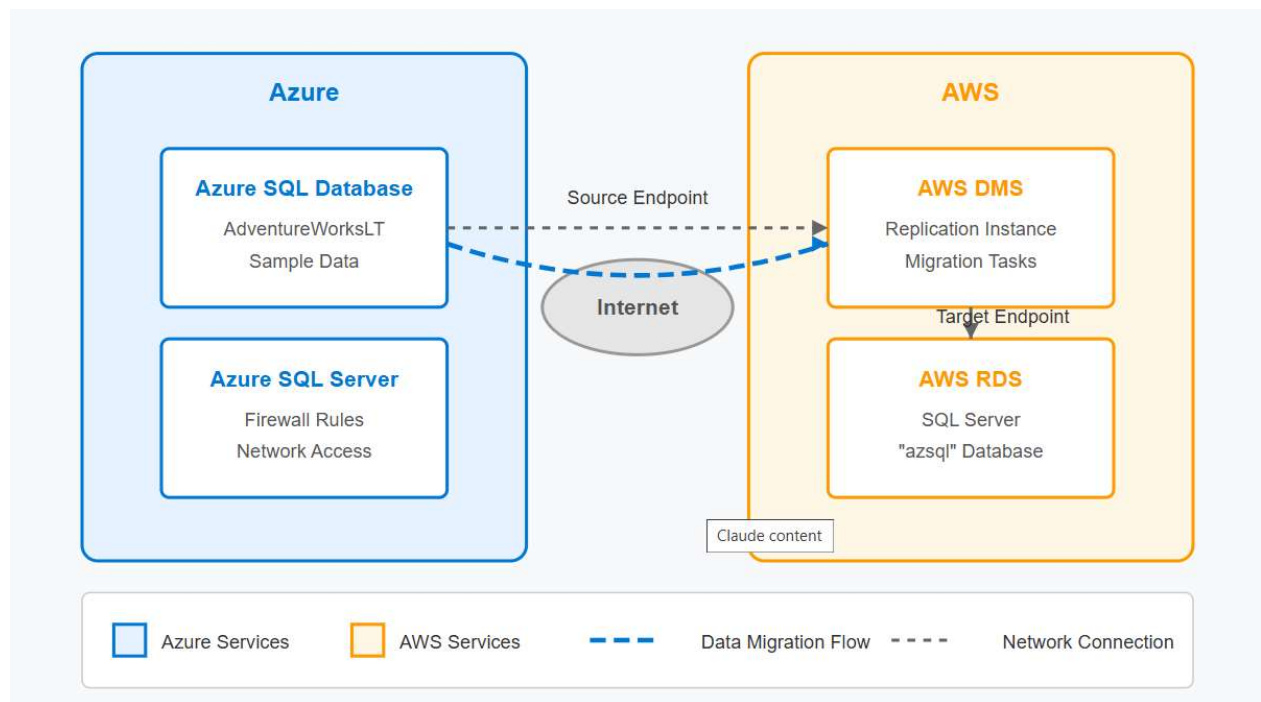 Azure
Azure SQL Database
AdventureWorksLT
Sample Data
Azure SQL Server
Firewall Rules
Network Access
Source Endpoint
Internet
AWS
AWS DMS
Replication Instance
Migration Tasks
Target Endpoint
AWS RDS
SQL Server
"azsql" Database
Claude content
Azure Services
AWS Services
Data Migration Flow
Network Connection